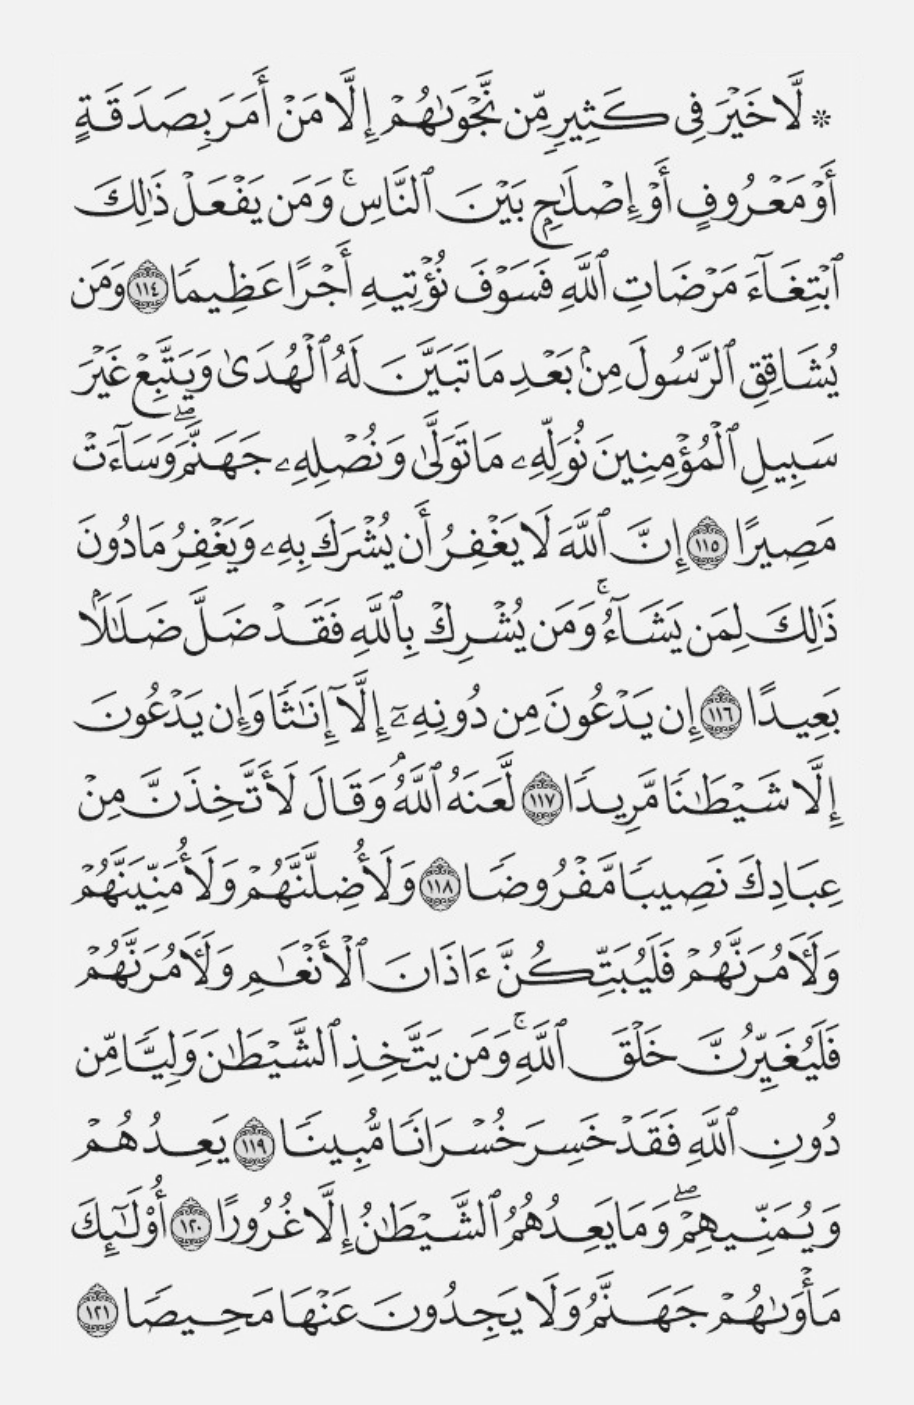 ۞ لَّا خَيْرَ فِى كَثِيرٍ مِّن نَّجْوَىٰهُمْ إِلَّا مَنْ أَمَرَ بِصَدَقَةٍ
أَوْ مَعْرُوفٍ أَوْ إِصْلَـٰحٍۭ بَيْنَ ٱلنَّاسِ ۚ وَمَن يَفْعَلْ ذَٰلِكَ
ٱبْتِغَآءَ مَرْضَاتِ ٱللَّهِ فَسَوْفَ نُؤْتِيهِ أَجْرًا عَظِيمًا ١١٤ وَمَن
يُشَاقِقِ ٱلرَّسُولَ مِنۢ بَعْدِ مَا تَبَيَّنَ لَهُ ٱلْهُدَىٰ وَيَتَّبِعْ غَيْرَ
سَبِيلِ ٱلْمُؤْمِنِينَ نُوَلِّهِۦ مَا تَوَلَّىٰ وَنُصْلِهِۦ جَهَنَّمَ ۖ وَسَآءَتْ
مَصِيرًا ١١٥ إِنَّ ٱللَّهَ لَا يَغْفِرُ أَن يُشْرَكَ بِهِۦ وَيَغْفِرُ مَا دُونَ
ذَٰلِكَ لِمَن يَشَآءُ ۚ وَمَن يُشْرِكْ بِٱللَّهِ فَقَدْ ضَلَّ ضَلَـٰلًۢا
بَعِيدًا ١١٦ إِن يَدْعُونَ مِن دُونِهِۦٓ إِلَّآ إِنَـٰثًا وَإِن يَدْعُونَ
إِلَّا شَيْطَـٰنًا مَّرِيدًا ١١٧ لَّعَنَهُ ٱللَّهُ ۘ وَقَالَ لَأَتَّخِذَنَّ مِنْ
عِبَادِكَ نَصِيبًا مَّفْرُوضًا ١١٨ وَلَأُضِلَّنَّهُمْ وَلَأُمَنِّيَنَّهُمْ
وَلَـَٔامُرَنَّهُمْ فَلَيُبَتِّكُنَّ ءَاذَانَ ٱلْأَنْعَـٰمِ وَلَـَٔامُرَنَّهُمْ
فَلَيُغَيِّرُنَّ خَلْقَ ٱللَّهِ ۚ وَمَن يَتَّخِذِ ٱلشَّيْطَـٰنَ وَلِيًّا مِّن
دُونِ ٱللَّهِ فَقَدْ خَسِرَ خُسْرَانًا مُّبِينًا ١١٩ يَعِدُهُمْ
وَيُمَنِّيهِمْ ۖ وَمَا يَعِدُهُمُ ٱلشَّيْطَـٰنُ إِلَّا غُرُورًا ١٢٠ أُو۟لَـٰٓئِكَ
مَأْوَىٰهُمْ جَهَنَّمُ وَلَا يَجِدُونَ عَنْهَا مَحِيصًا ١٢١